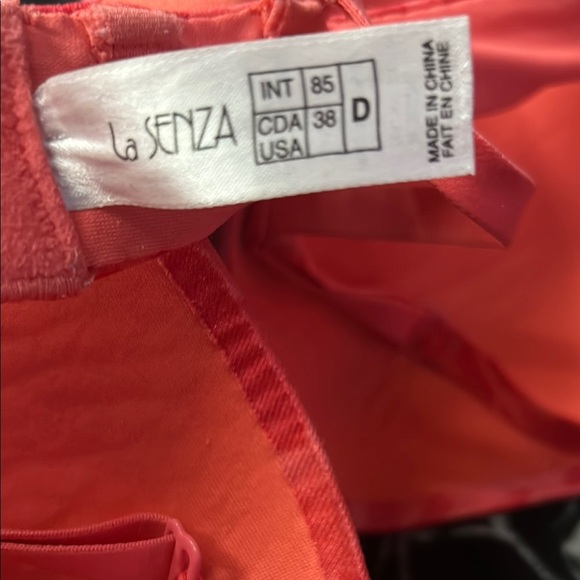 La SENZA
INT 85 D
CDA 38
USA
MADE IN CHINA
FAIT EN CHINE